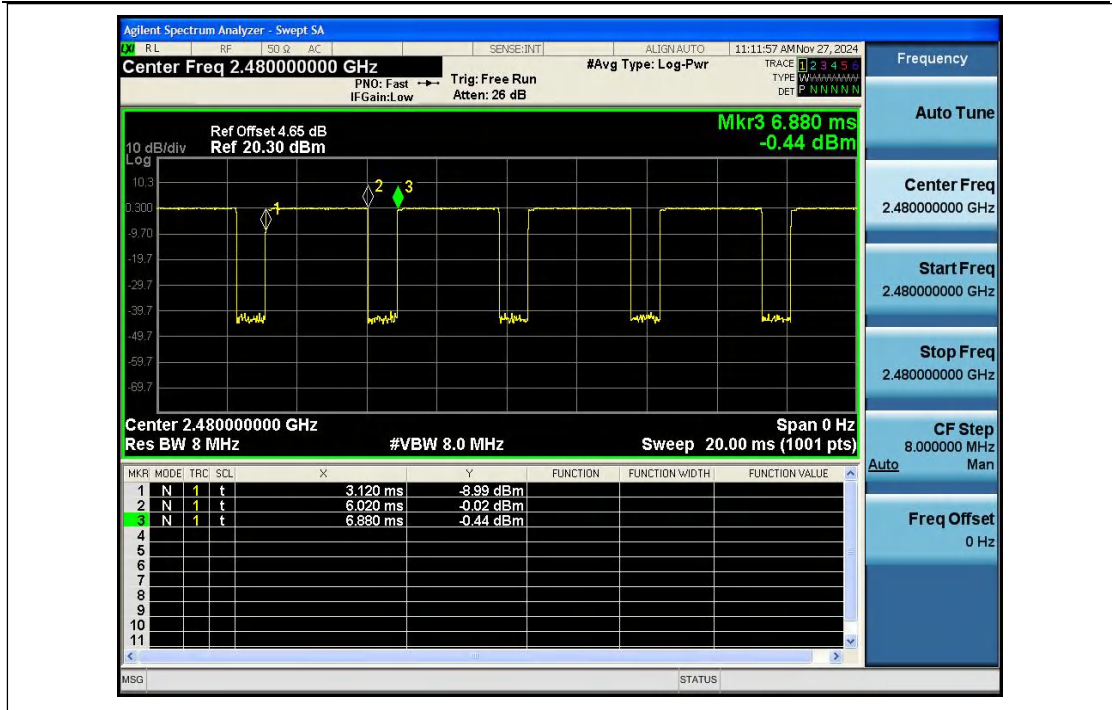 Agilent Spectrum Analyzer - Swept SA
LXI RL RF 50 Ω AC SENSE:INT ALIGN AUTO 11:11:57 AM Nov 27, 2024
Center Freq 2.480000000 GHz
PNO: Fast
IFGain:Low
Trig: Free Run
Atten: 26 dB
#Avg Type: Log-Pwr
TRACE 1 2 3 4 5 6
TYPE WWWWWW
DET P N N N N N
Mkr3 6.880 ms
-0.44 dBm
Ref Offset 4.65 dB
10 dB/div Ref 20.30 dBm
Log
10.3
0.300
-9.70
-19.7
-29.7
-39.7
-49.7
-59.7
-69.7
1 2 3
Center 2.480000000 GHz Span 0 Hz
Res BW 8 MHz #VBW 8.0 MHz Sweep 20.00 ms (1001 pts)
MKR MODE TRC SCL X Y FUNCTION FUNCTION WIDTH FUNCTION VALUE
1 N 1 t 3.120 ms -8.99 dBm
2 N 1 t 6.020 ms -0.02 dBm
3 N 1 t 6.880 ms -0.44 dBm
4
5
6
7
8
9
10
11
MSG STATUS
Frequency
Auto Tune
Center Freq
2.480000000 GHz
Start Freq
2.480000000 GHz
Stop Freq
2.480000000 GHz
CF Step
8.000000 MHz
Auto Man
Freq Offset
0 Hz